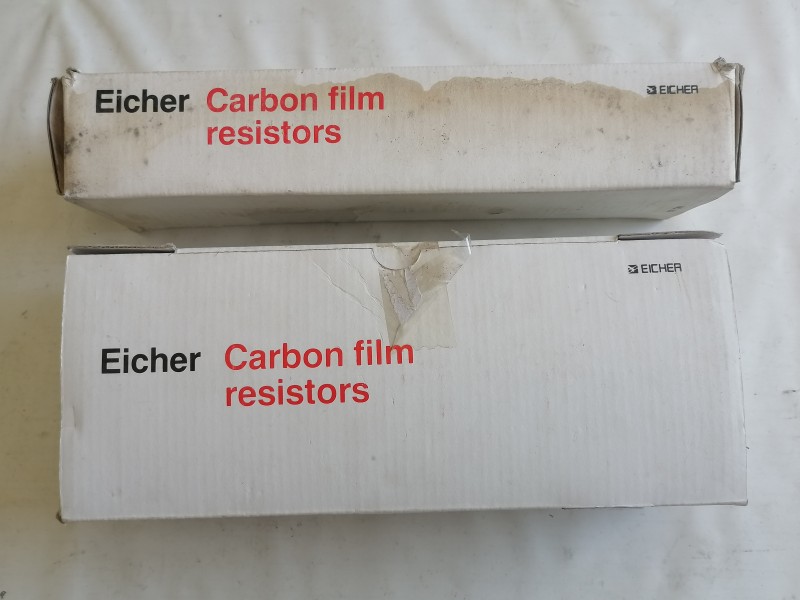 Eicher Carbon film
resistors
EICHER
Eicher Carbon film
resistors
EICHER